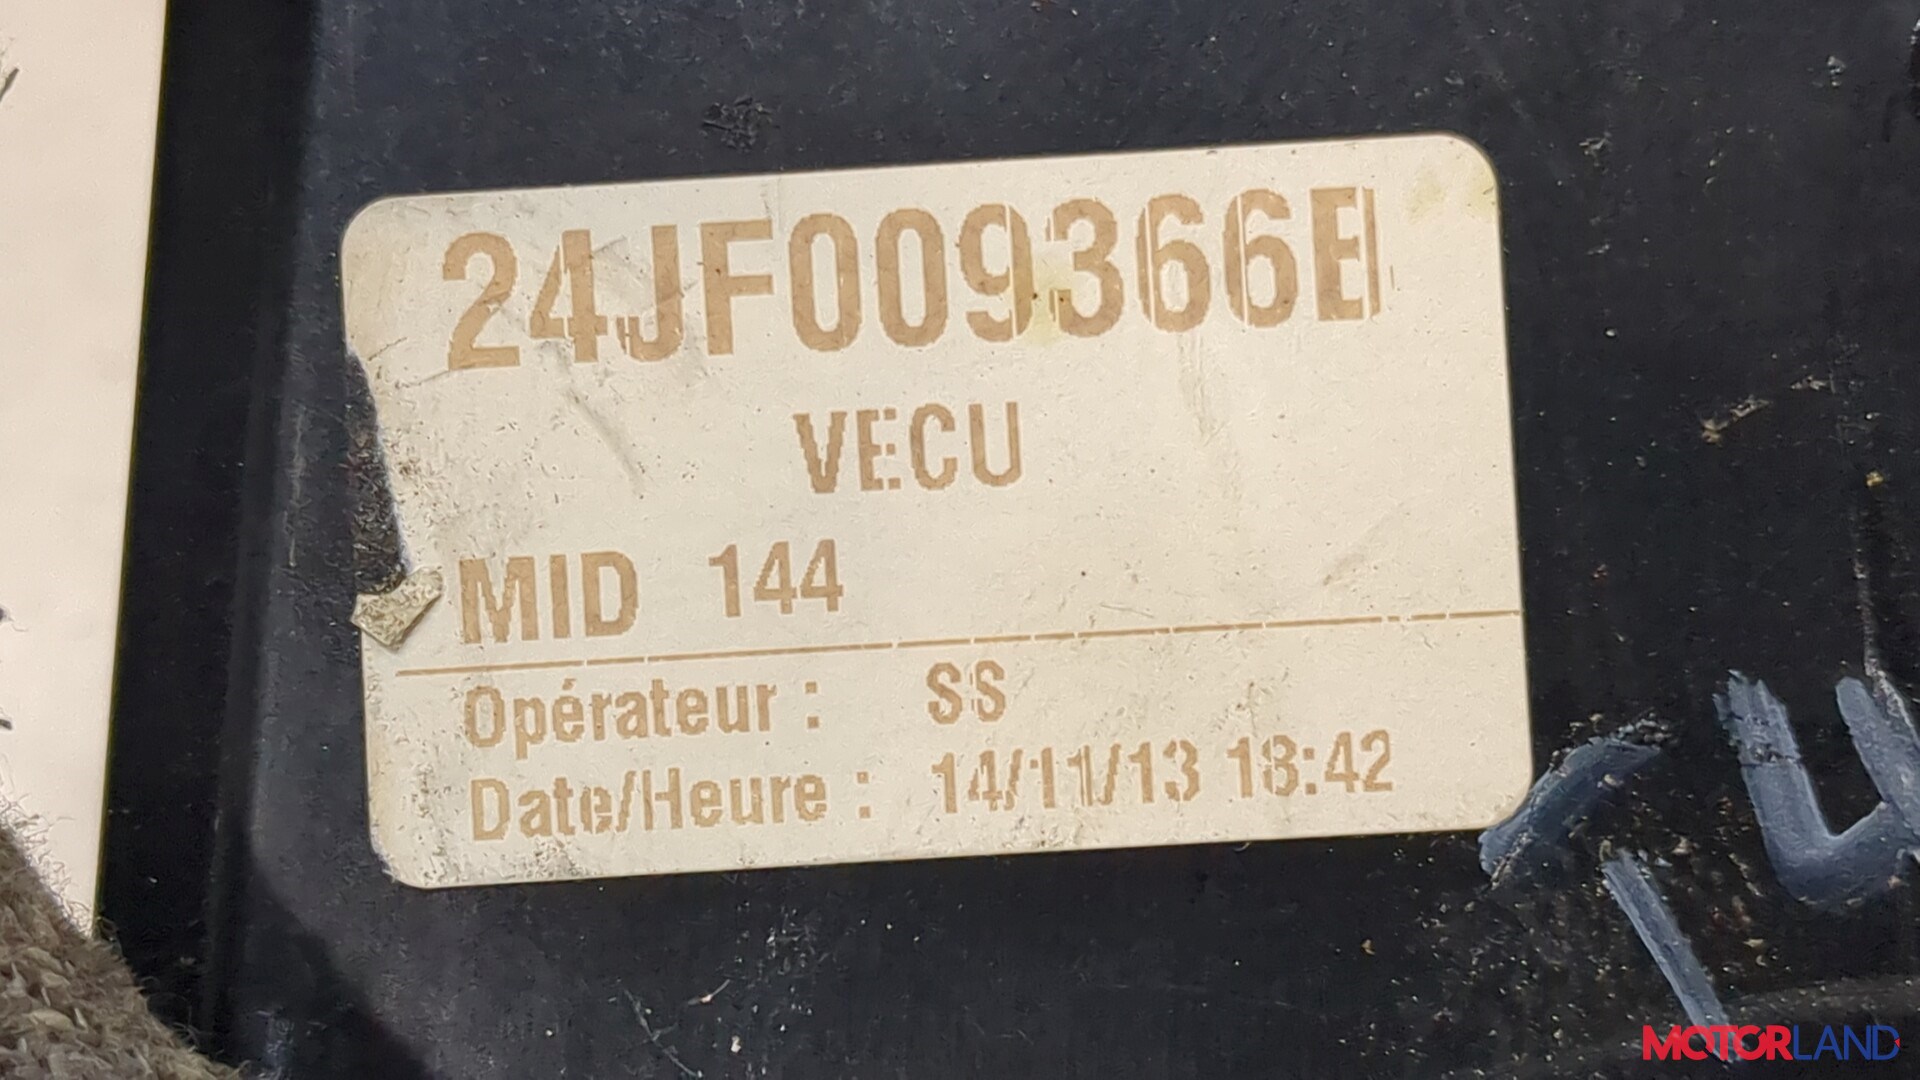 24JF009366E
VECU
MID 144
Opérateur : SS
Date/Heure : 14/11/13 18:42
MOTORLAND